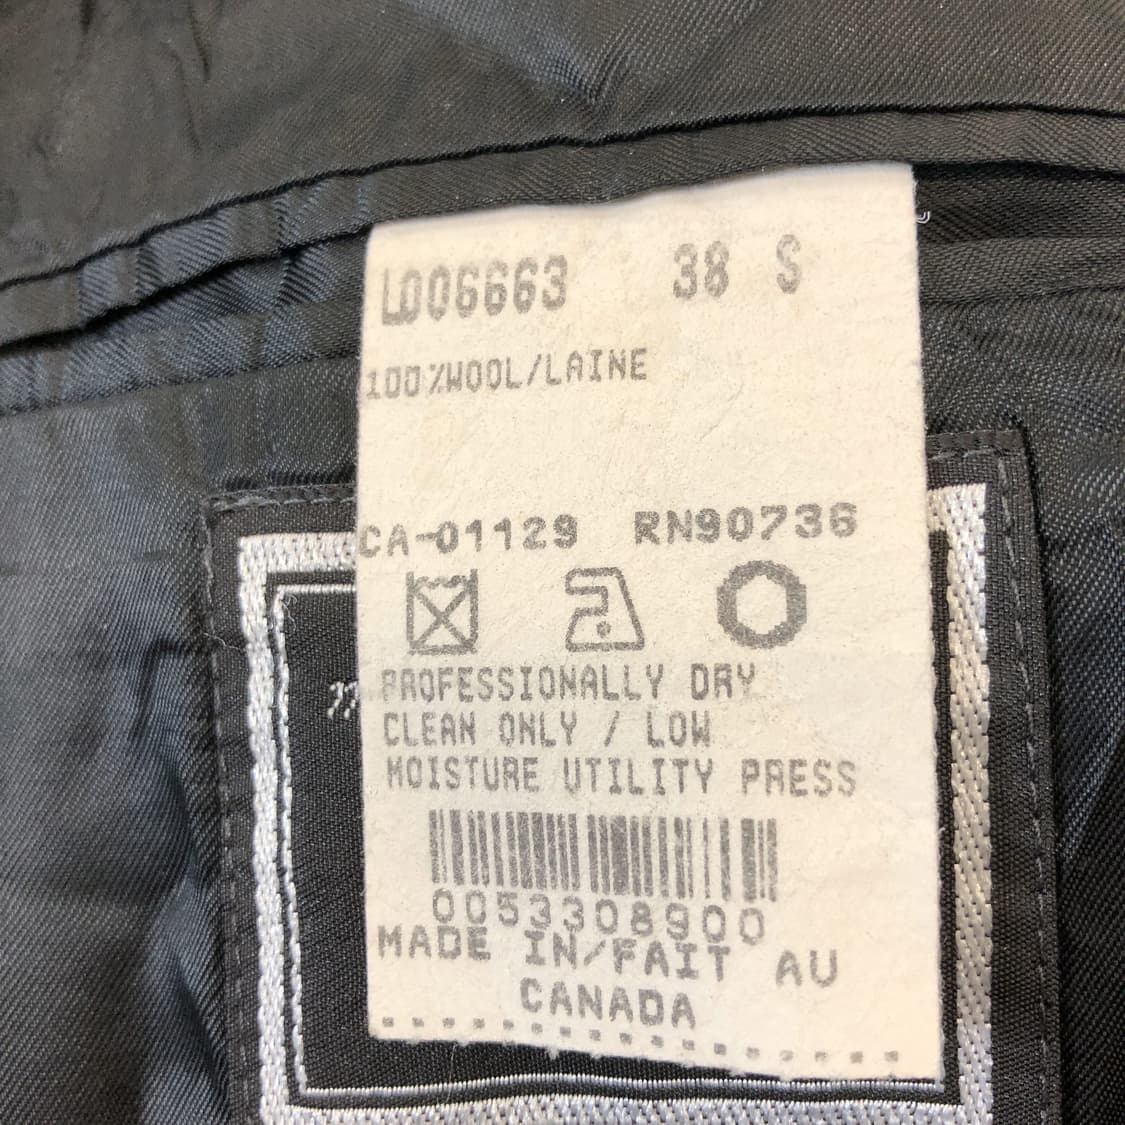 L006663 38 S
100%WOOL/LAINE
CA-01129 RN90736
PROFESSIONALLY DRY
CLEAN ONLY / LOW
MOISTURE UTILITY PRESS
0053308900
MADE IN/FAIT AU
CANADA